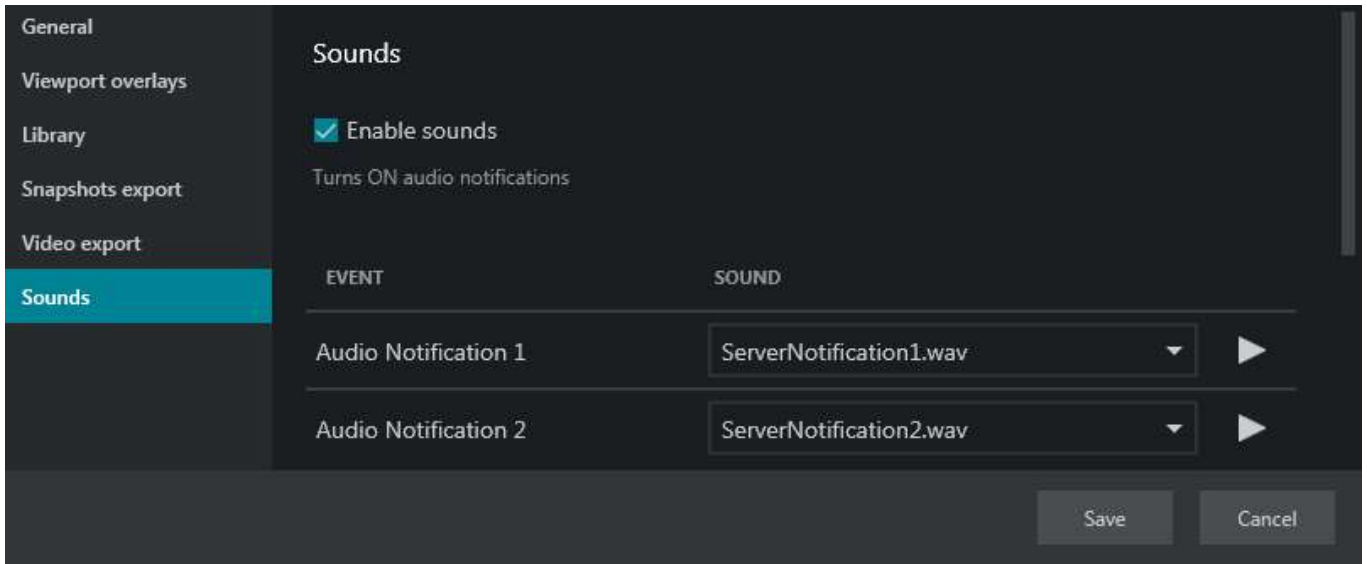 General
Viewport overlays
Library
Snapshots export
Video export
Sounds
Sounds
Enable sounds
Turns ON audio notifications
EVENT SOUND
Audio Notification 1 ServerNotification1.wav
Audio Notification 2 ServerNotification2.wav
Save Cancel